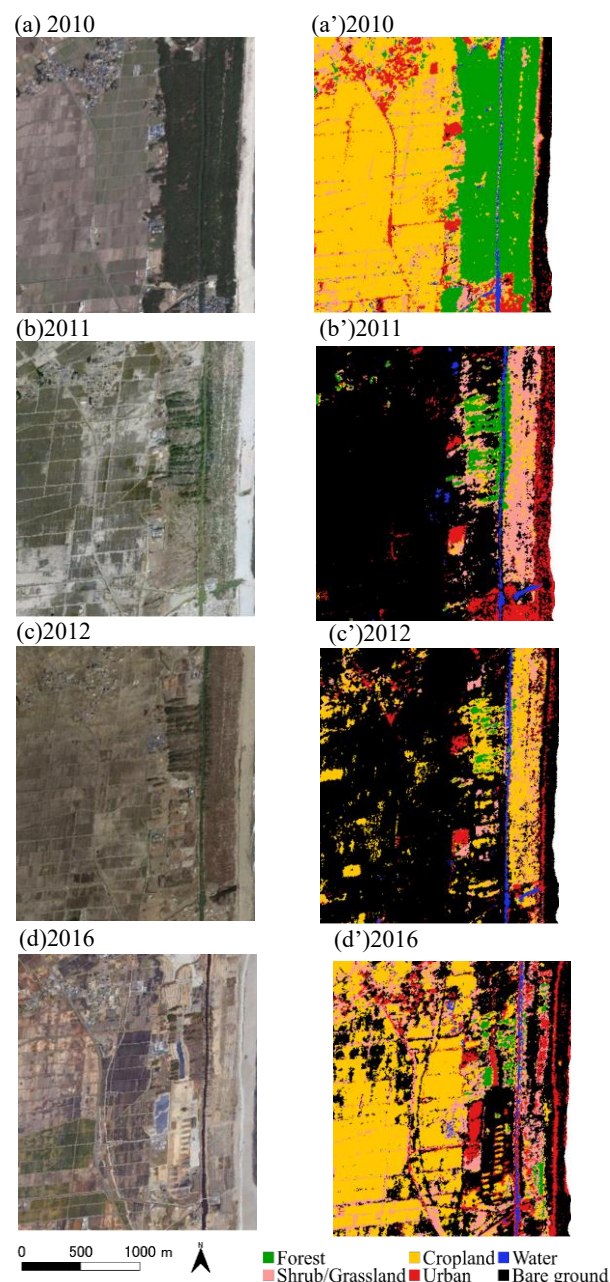 (a) 2010
(a’) 2010
(b)2011
(b’)2011
(c)2012
(c’)2012
(d)2016
(d’)2016
0 500 1000 m
N
Forest Cropland Water
Shrub/Grassland Urban Bare ground